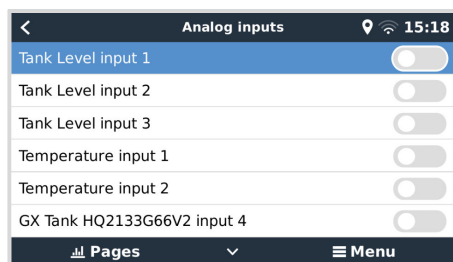 Analog inputs
15:18
Tank Level input 1
Tank Level input 2
Tank Level input 3
Temperature input 1
Temperature input 2
GX Tank HQ2133G66V2 input 4
Pages
Menu